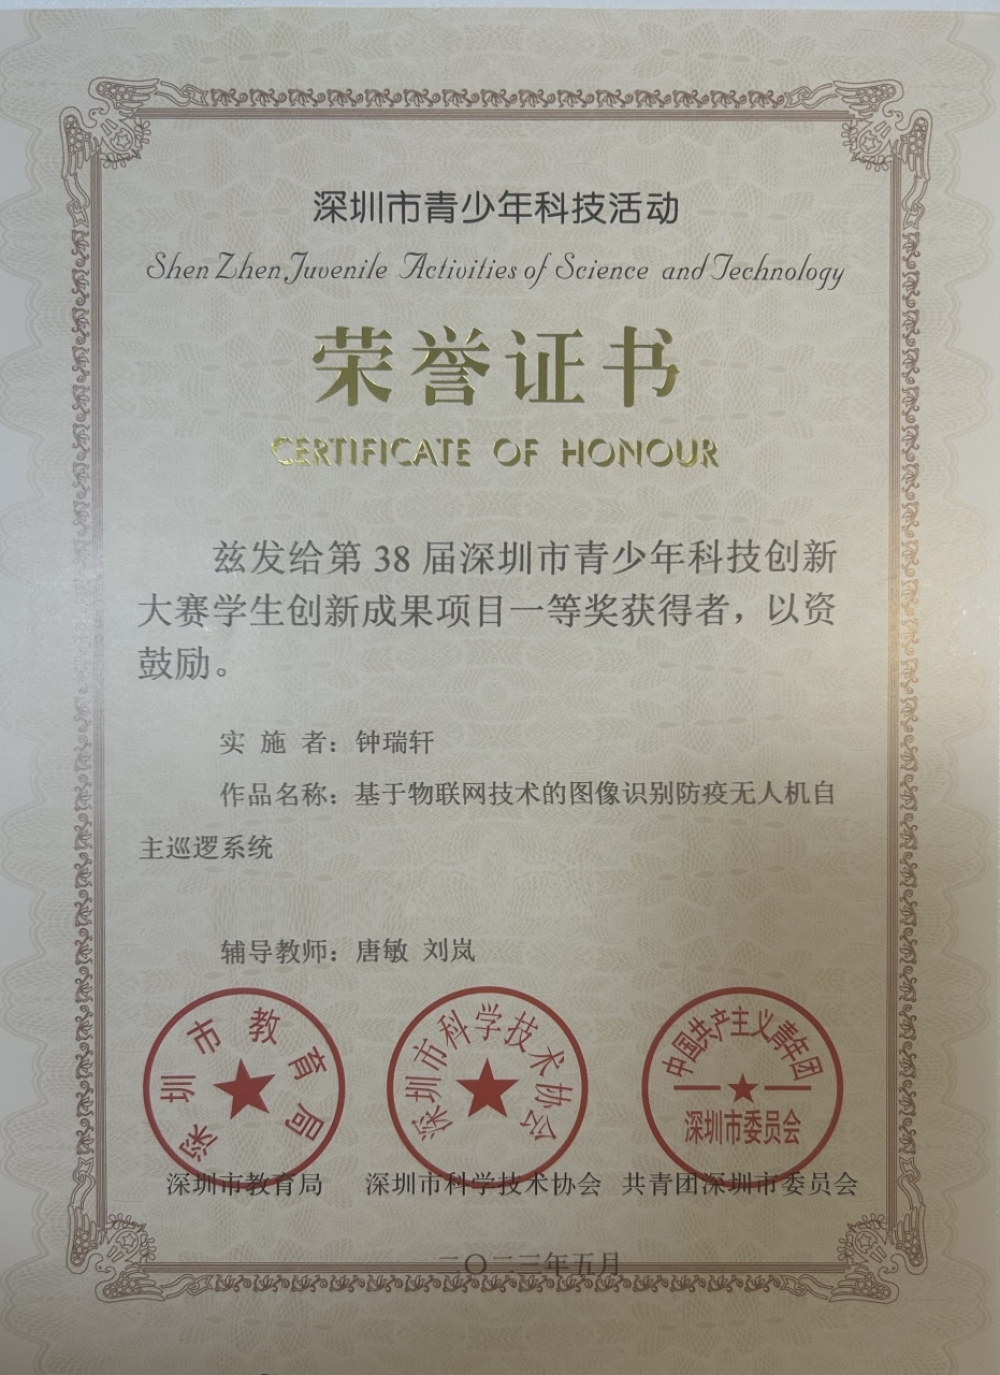 深圳市青少年科技活动
Shen Zhen Juvenile Activities of Science and Technology
荣誉证书
CERTIFICATE OF HONOUR
兹发给第 38 届深圳市青少年科技创新
大赛学生创新成果项目一等奖获得者，以资
鼓励。
实 施 者：钟瑞轩
作品名称：基于物联网技术的图像识别防疫无人机自
主巡逻系统
辅导教师：唐敏 刘岚
深圳市教育局
深圳市科学技术协会
中国共产主义青年团
深圳市委员会
深圳市教育局 深圳市科学技术协会 共青团深圳市委员会
二〇二三年五月